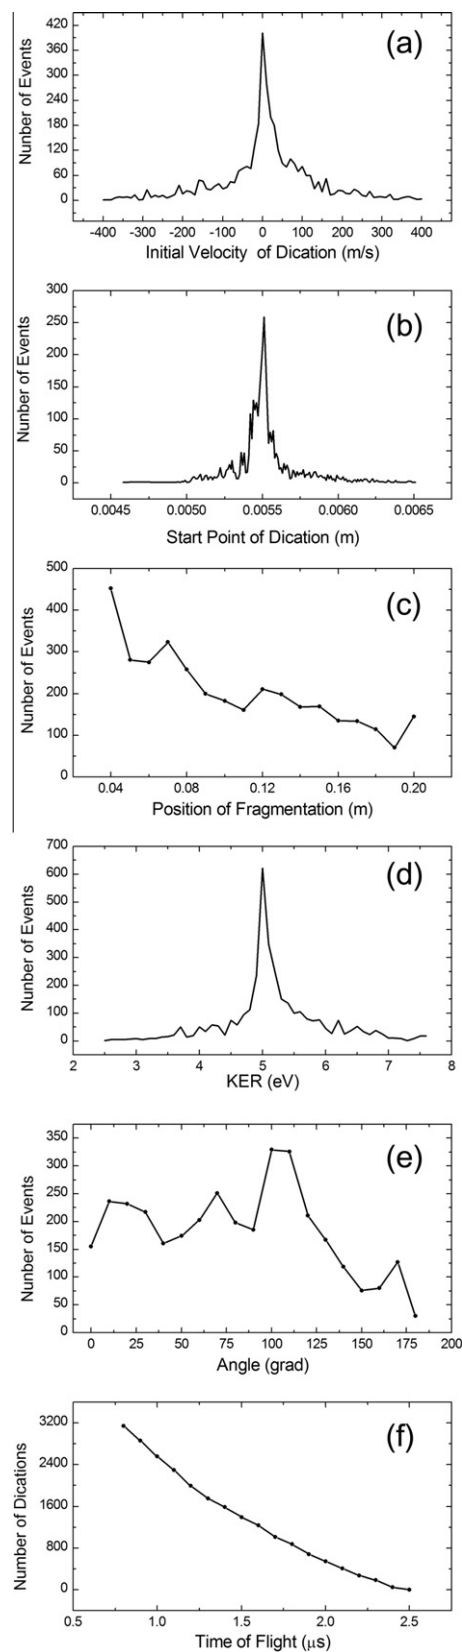 Nunber of Events
420
360
300
240
180
120
60
0
(a)
-400 -300 -200 -100 0 100 200 300 400
Initial Velocity of Dication (m/s)
Nunber of Events
300
250
200
150
100
50
0
(b)
0.0045 0.0050 0.0055 0.0060 0.0065
Start Point of Dication (m)
Nunber of Events
500
400
300
200
100
0
(c)
0.04 0.08 0.12 0.16 0.20
Position of Fragmentation (m)
Nunber of Events
700
600
500
400
300
200
100
0
(d)
2 3 4 5 6 7 8
KER (eV)
Nunber of Events
350
300
250
200
150
100
50
0
(e)
0 25 50 75 100 125 150 175 200
Angle (grad)
Number of Dications
3200
2400
1600
800
0
(f)
0.5 1.0 1.5 2.0 2.5
Time of Flight (μs)